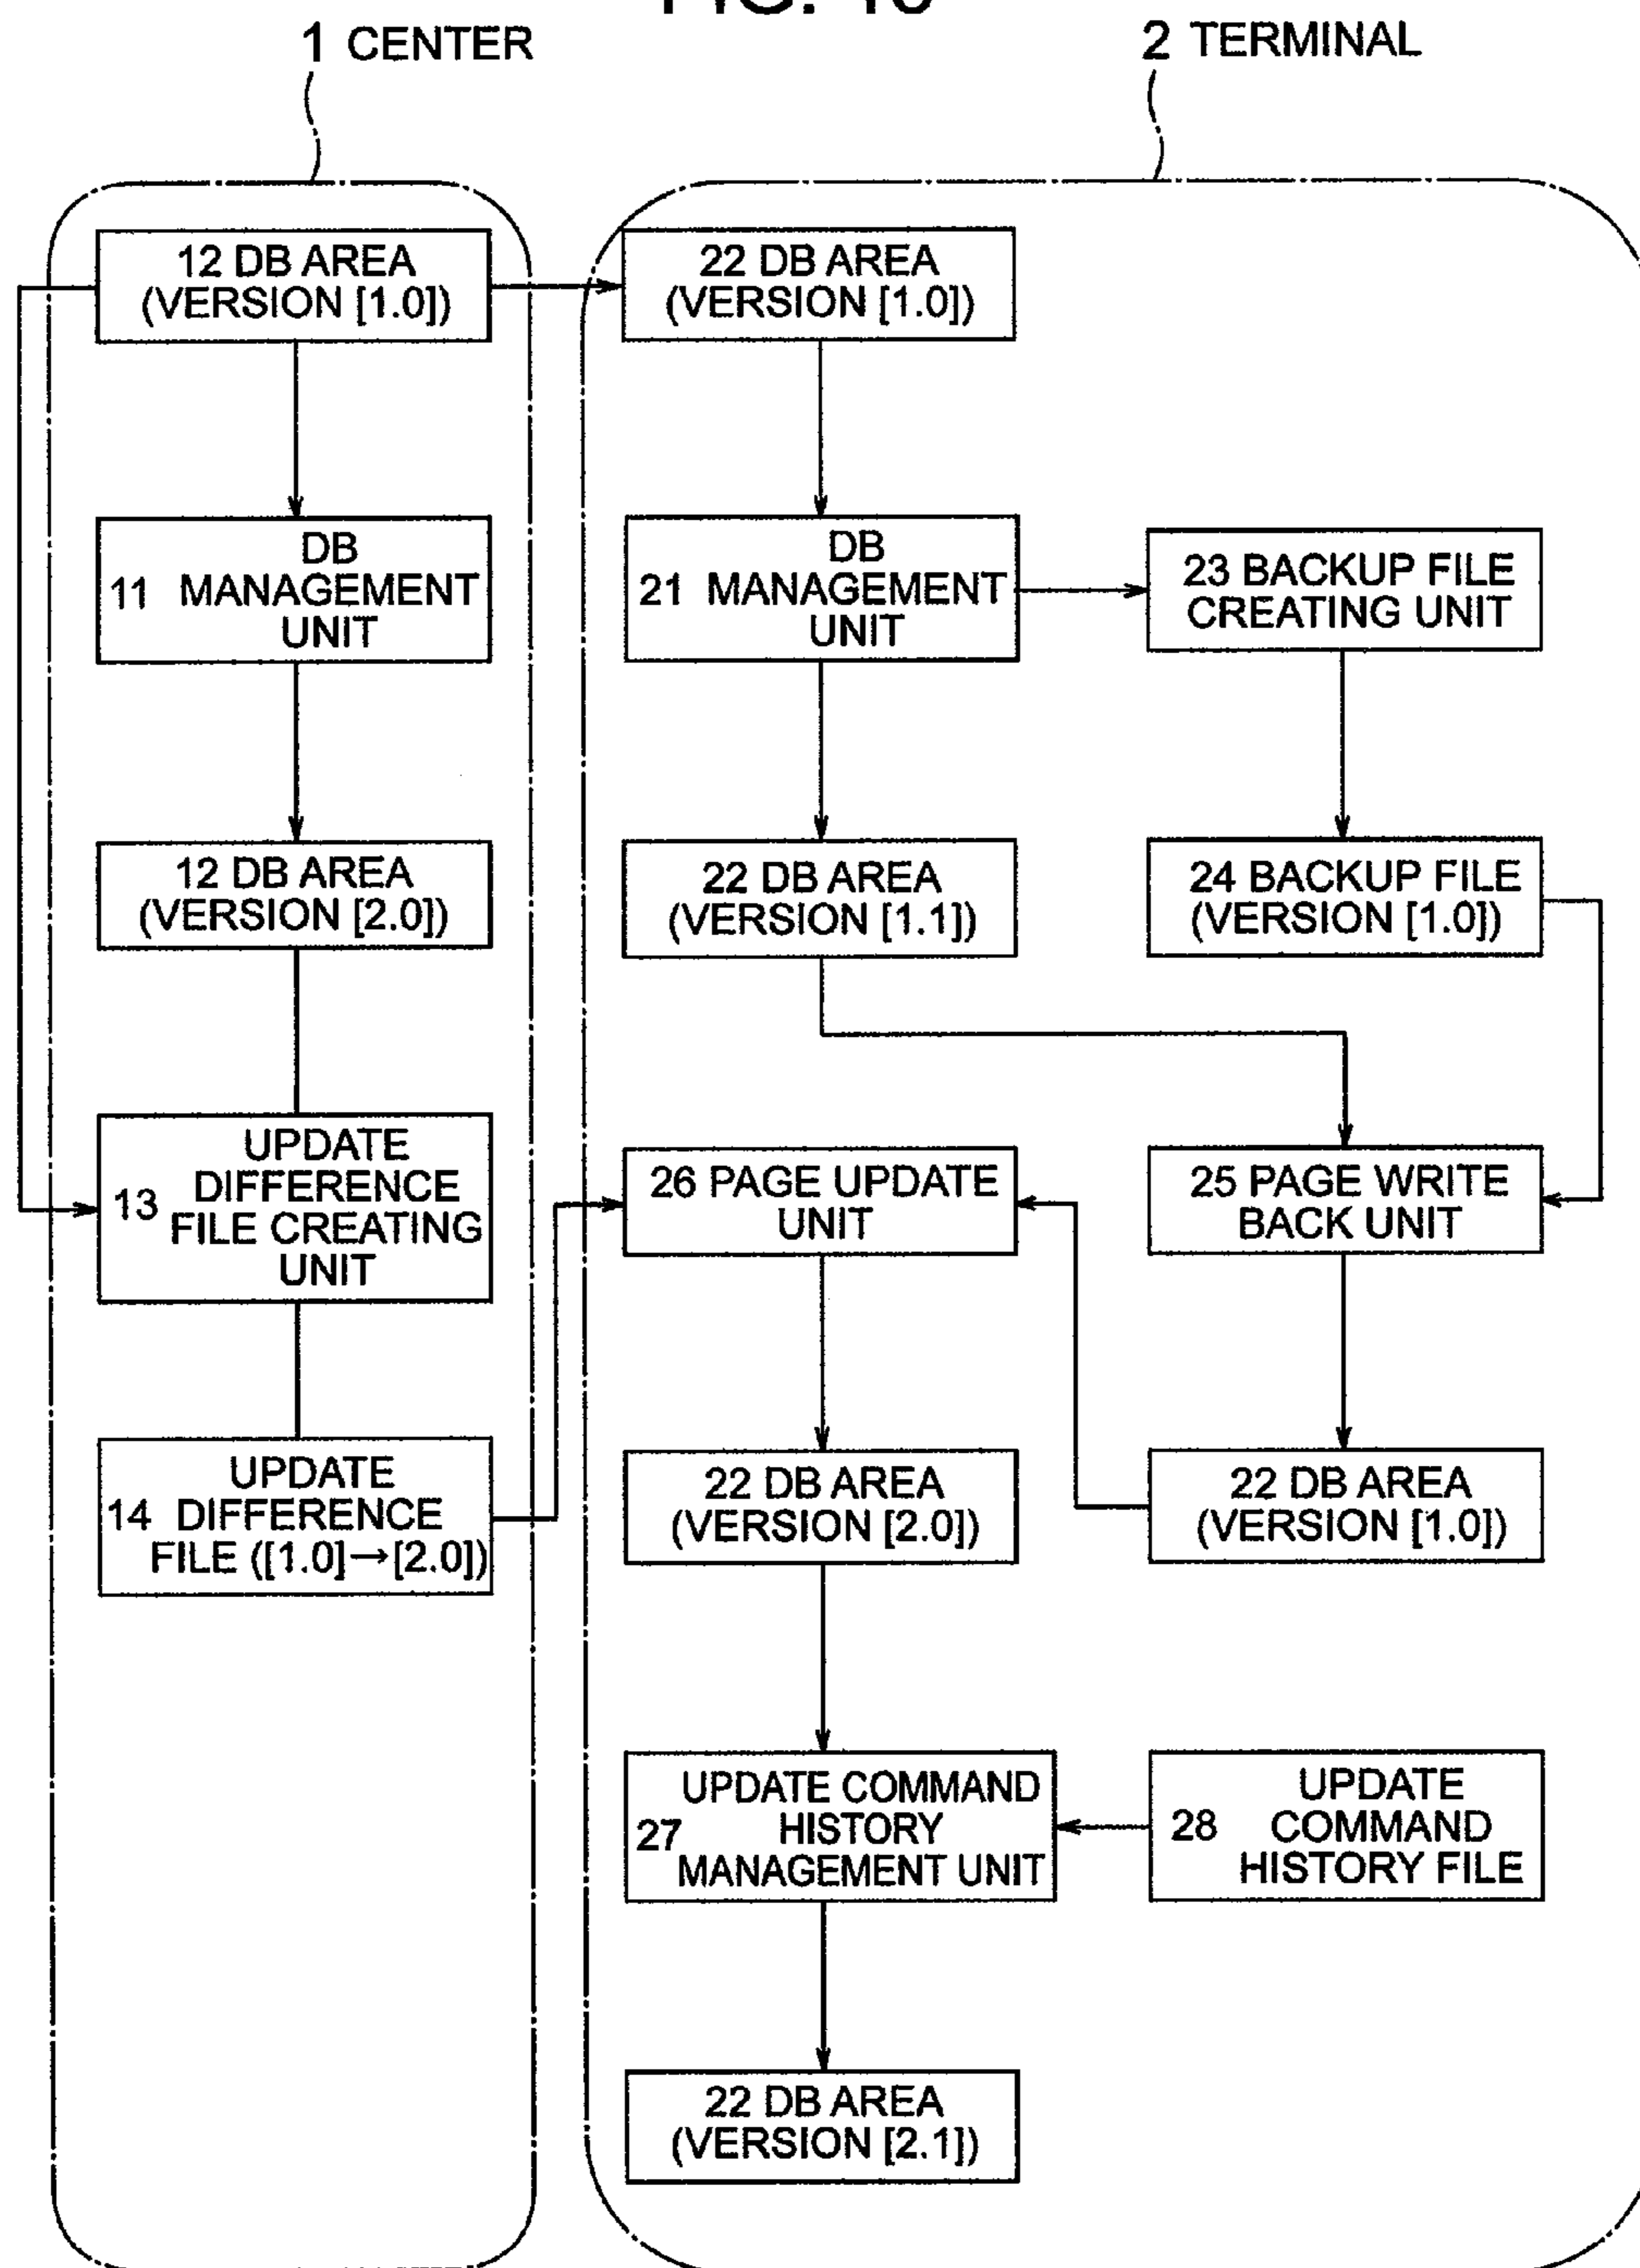 1 CENTER
2 TERMINAL
12 DB AREA
(VERSION [1.0])
22 DB AREA
(VERSION [1.0])
DB
11 MANAGEMENT
UNIT
DB
21 MANAGEMENT
UNIT
23 BACKUP FILE
CREATING UNIT
12 DB AREA
(VERSION [2.0])
22 DB AREA
(VERSION [1.1])
24 BACKUP FILE
(VERSION [1.0])
UPDATE
DIFFERENCE
13 FILE CREATING
UNIT
26 PAGE UPDATE
UNIT
25 PAGE WRITE
BACK UNIT
UPDATE
14 DIFFERENCE
FILE ([1.0]→[2.0])
22 DB AREA
(VERSION [2.0])
22 DB AREA
(VERSION [1.0])
UPDATE COMMAND
27 HISTORY
MANAGEMENT UNIT
UPDATE
28 COMMAND
HISTORY FILE
22 DB AREA
(VERSION [2.1])